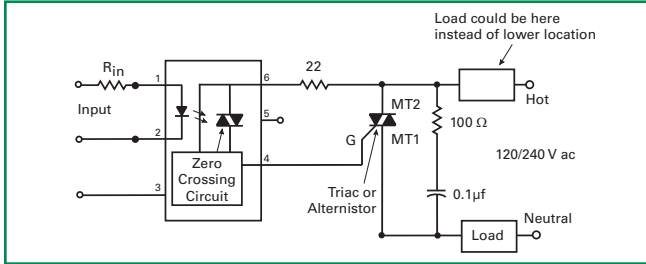 Load could be here
instead of lower location
Rin
1
6
22
Hot
Input
MT2
5
100 Ω
2
MT1
G
120/240 V ac
4
Zero
Crossing
Circuit
3
Triac or
Alternistor
0.1µf
Neutral
Load